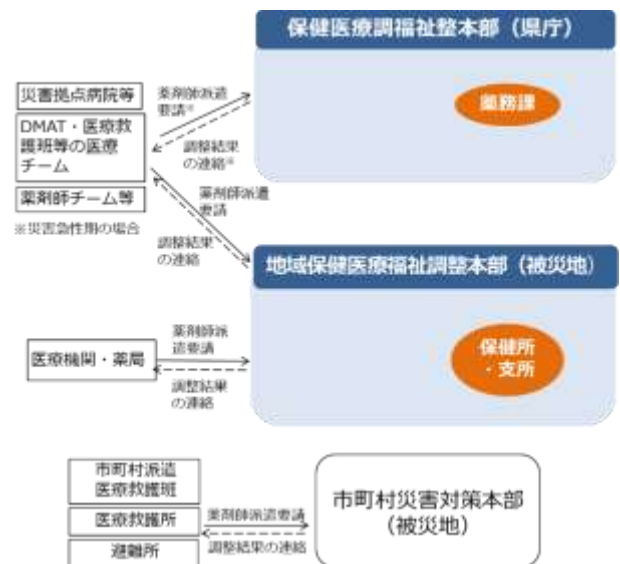 保健医療調福祉整本部（県庁）
薬務課
災害拠点病院等
DMAT・医療救
護班等の医療
チーム
薬剤師チーム等
※災害急性期の場合
薬剤師派遣
要請※
調整結果
の連絡※
薬剤師派遣
要請
調整結果
の連絡
地域保健医療福祉調整本部（被災地）
保健所
・支所
医療機関・薬局
薬剤師派
遣要請
調整結果
の連絡
市町村派遣
医療救護班
医療救護所
避難所
薬剤師派遣要請
調整結果の連絡
市町村災害対策本部
（被災地）